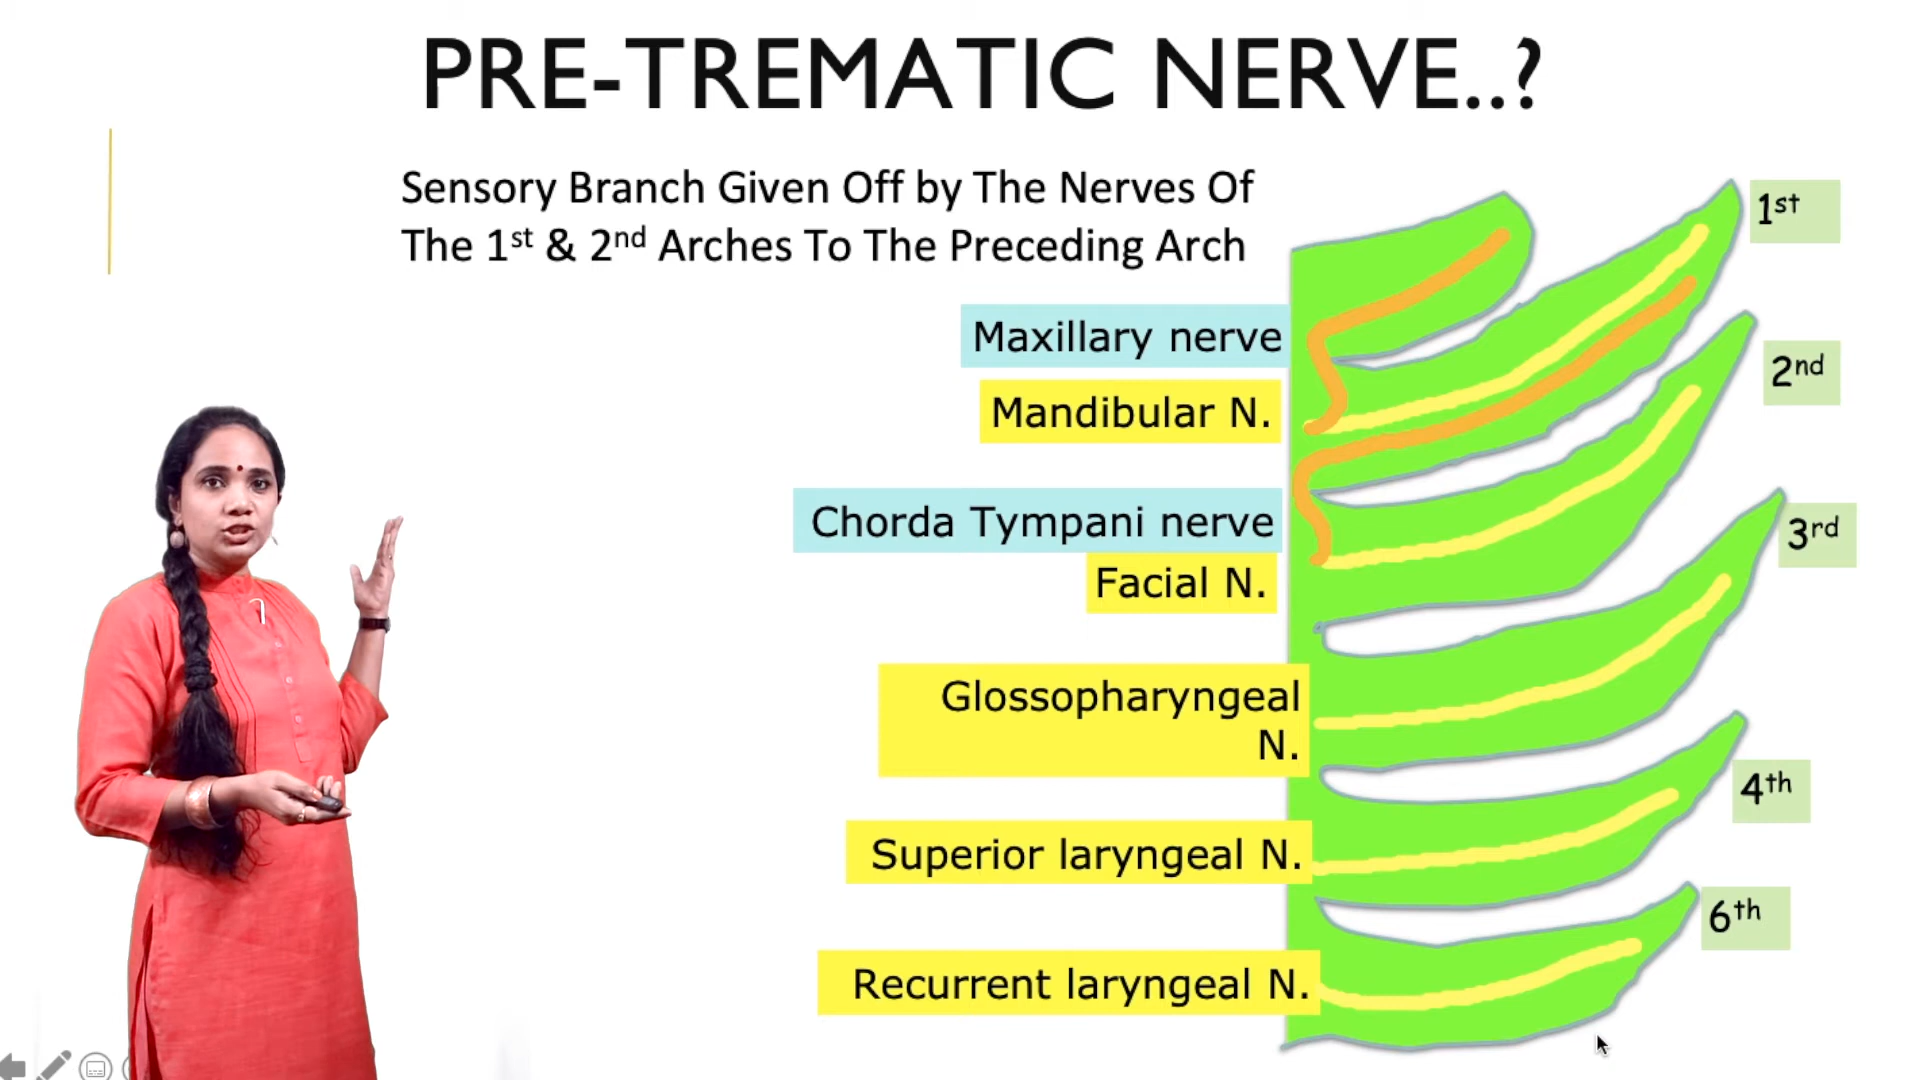 PRE-TREMATIC NERVE..?
Sensory Branch Given Off by The Nerves Of
The 1st & 2nd Arches To The Preceding Arch
1st
Maxillary nerve
2nd
Mandibular N.
Chorda Tympani nerve
3rd
Facial N.
Glossopharyngeal
N.
4th
Superior laryngeal N.
6th
Recurrent laryngeal N.